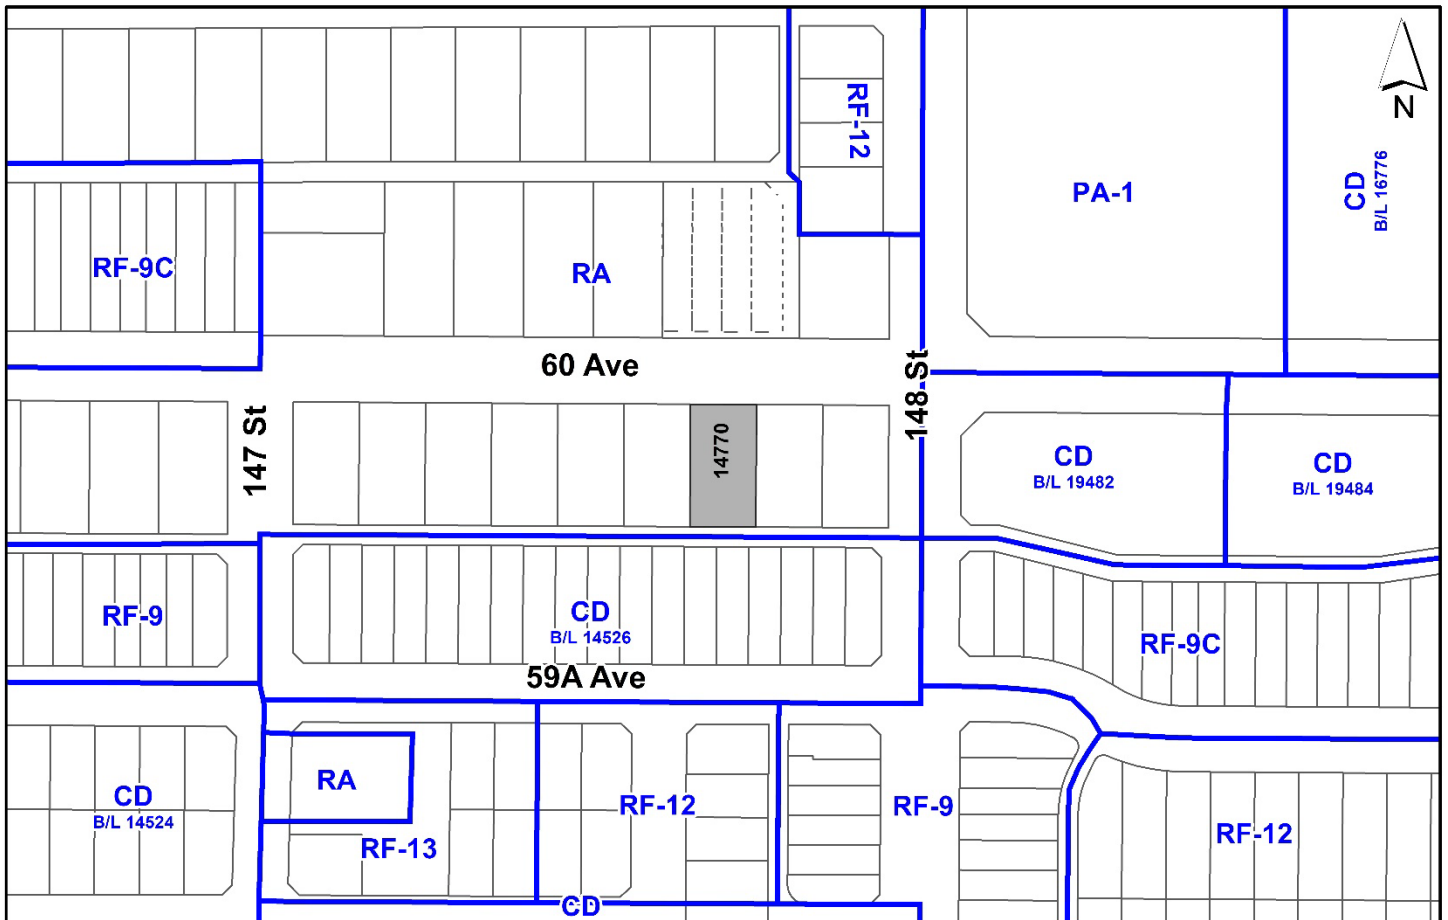 RF-12
N
PA-1
CD
B/L 16776
RF-9C
RA
60 Ave
148 St
147 St
14770
CD
B/L 19482
CD
B/L 19484
RF-9
CD
B/L 14526
RF-9C
59A Ave
RA
CD
B/L 14524
RF-12
RF-9
RF-12
RF-13
CD